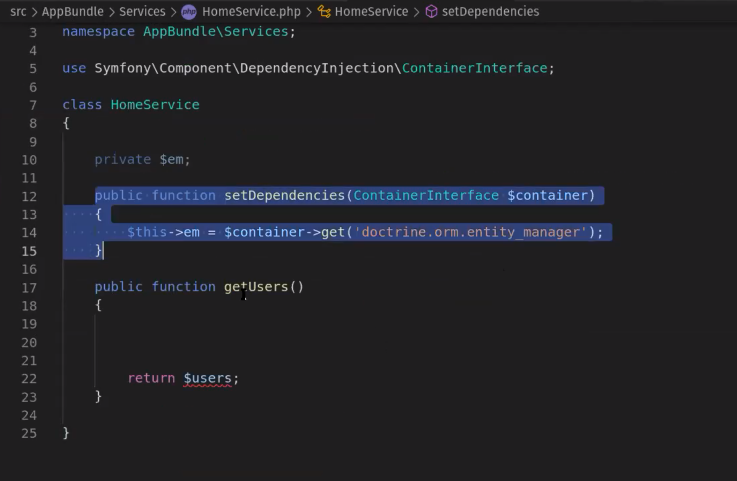 src > AppBundle > Services > php HomeService.php > HomeService > setDependencies
3 namespace AppBundle\Services;
4
5 use Symfony\Component\DependencyInjection\ContainerInterface;
6
7 class HomeService
8 {
9
10 private $em;
11
12 public function setDependencies(ContainerInterface $container)
13 {
14 $this->em = $container->get('doctrine.orm.entity_manager');
15 }
16
17 public function getUsers()
18 {
19
20
21
22 return $users;
23 }
24
25 }